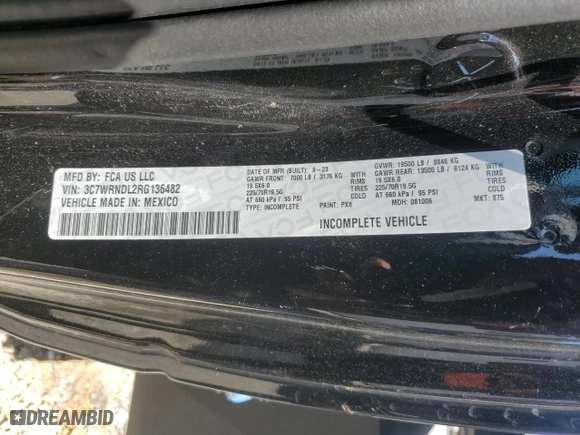 MFD BY: FCA US LLC
VIN: 3C7WRNDL2RG135482
VEHICLE MADE IN: MEXICO
DATE OF MFR (BUILT): 8-23
GAWR FRONT: 7000 LB / 3176 KG WITH
19.5X6.0 RIMS
225/70R19.5G TIRES
AT 660 kPa / 95 PSI COLD
TYPE: INCOMPLETE
PAINT: PX8
GVWR: 19500 LB / 8846 KG
GAWR REAR: 13500 LB / 6124 KG WITH
19.5X6.0 RIMS
225/70R19.5G TIRES
AT 660 kPa / 95 PSI COLD
MDH: 081006
MKT: 975
INCOMPLETE VEHICLE
DREAMBID